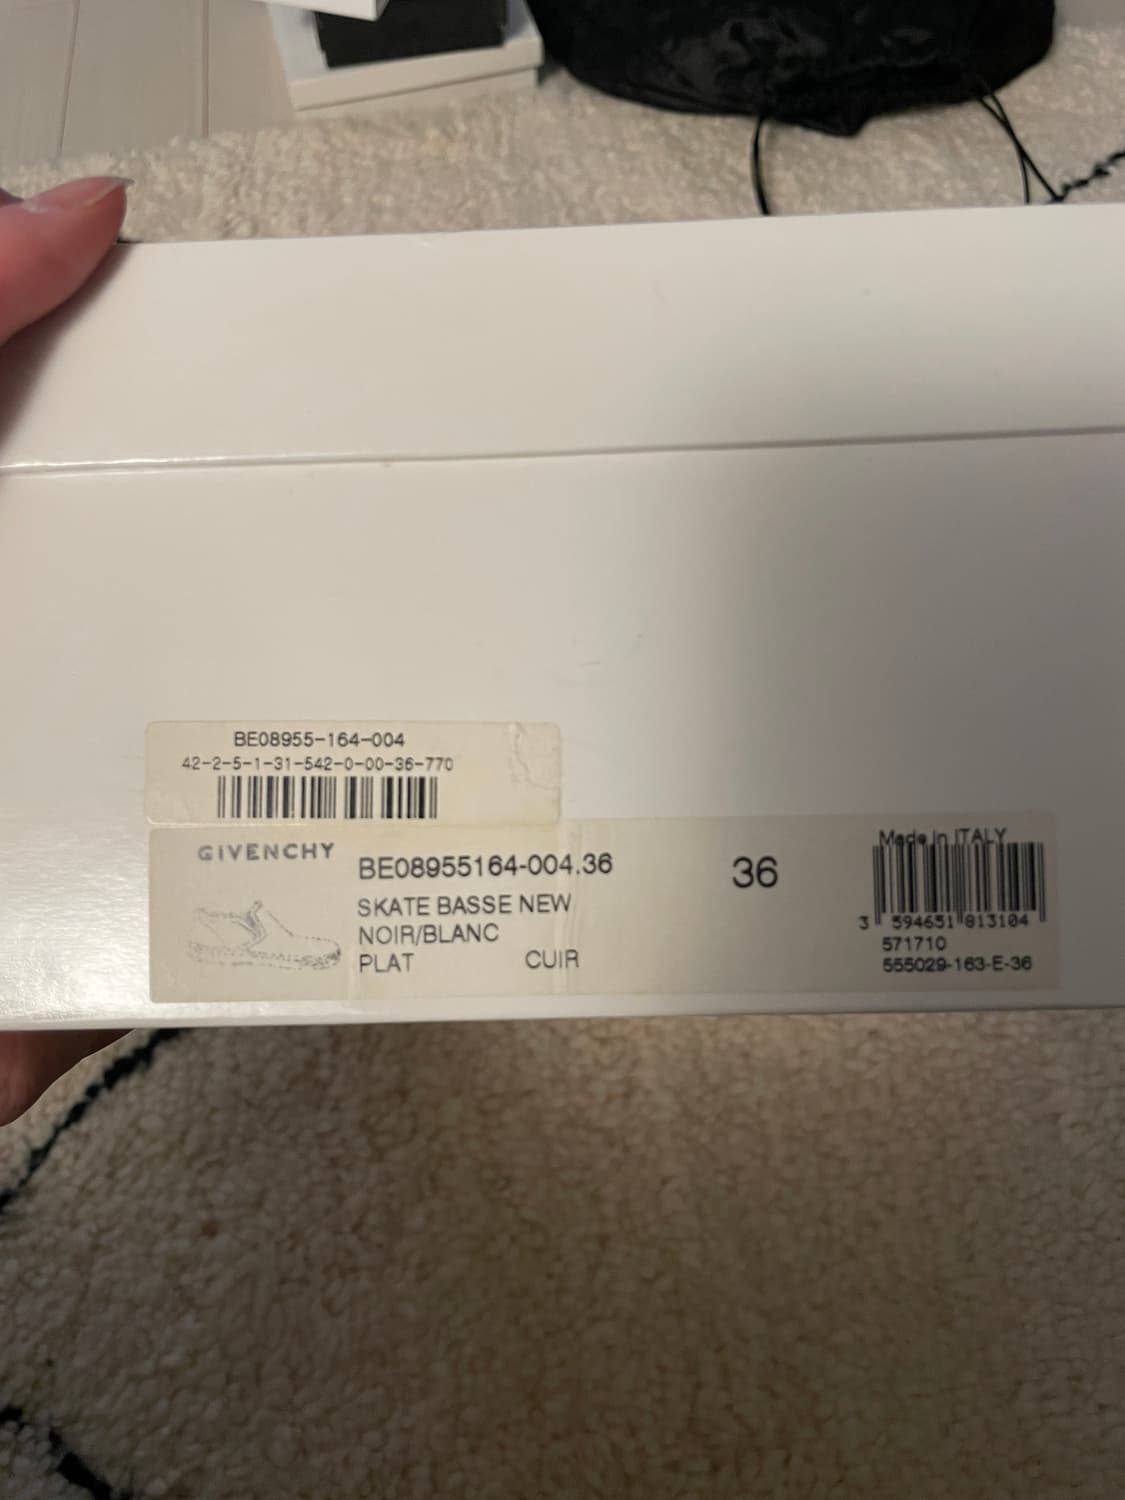 BE08955-164-004
42-2-5-1-31-542-0-00-36-770
GIVENCHY
BE08955164-004.36
SKATE BASSE NEW
NOIR/BLANC
PLAT CUIR
36
Made in ITALY
3 594651 813104
571710
555029-163-E-36